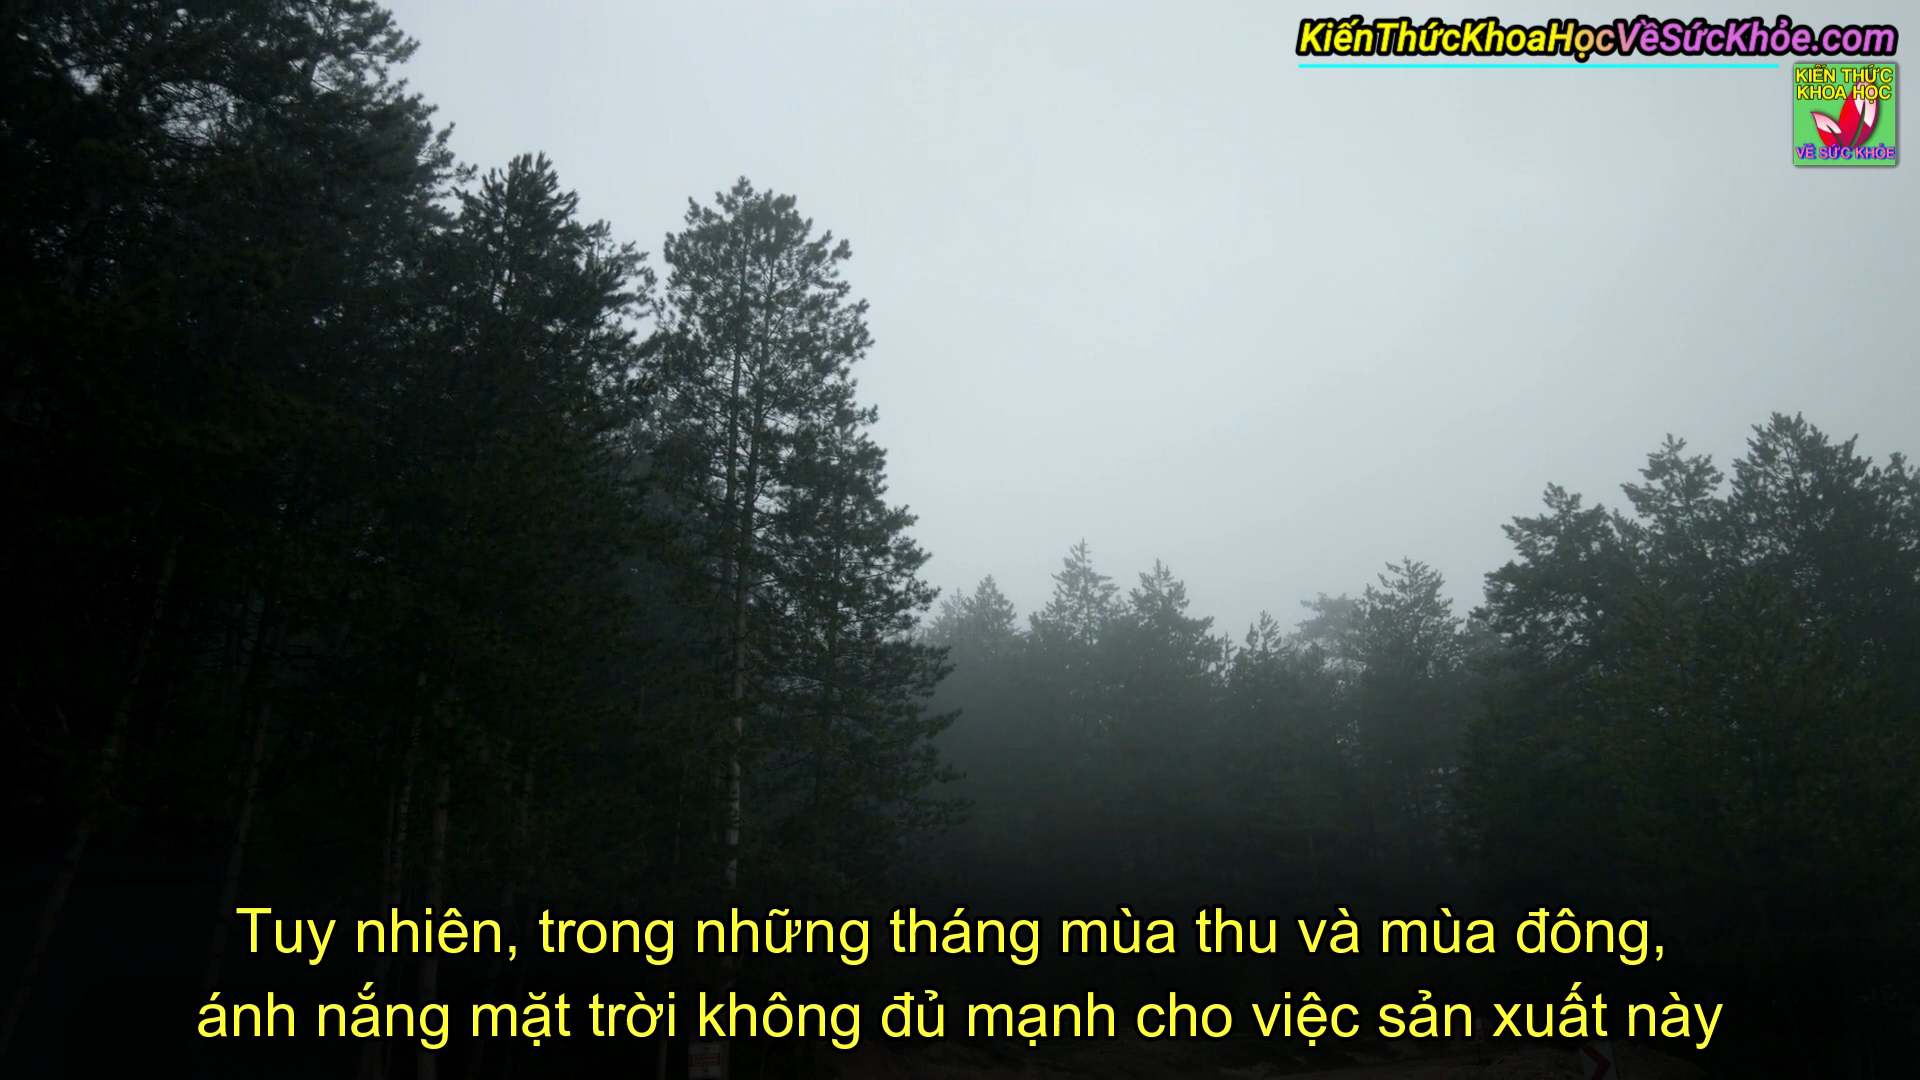 KiếnThứcKhoaHọcVềSứcKhỏe.com
KIẾN THỨC
KHOA HỌC
VỀ SỨC KHỎE
Tuy nhiên, trong những tháng mùa thu và mùa đông,
ánh nắng mặt trời không đủ mạnh cho việc sản xuất này